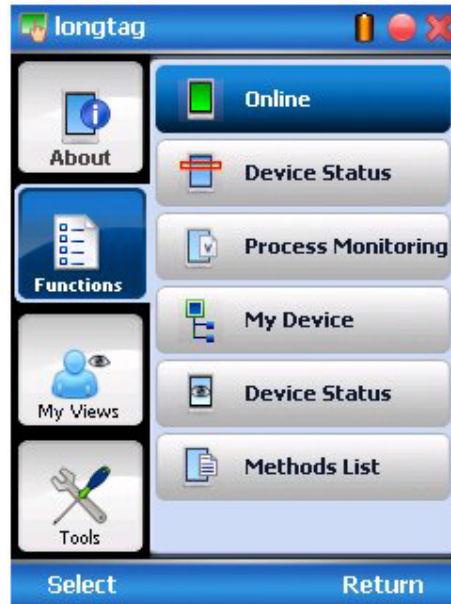 longtag
About
Functions
My Views
Tools
Online
Device Status
Process Monitoring
My Device
Device Status
Methods List
Select
Return